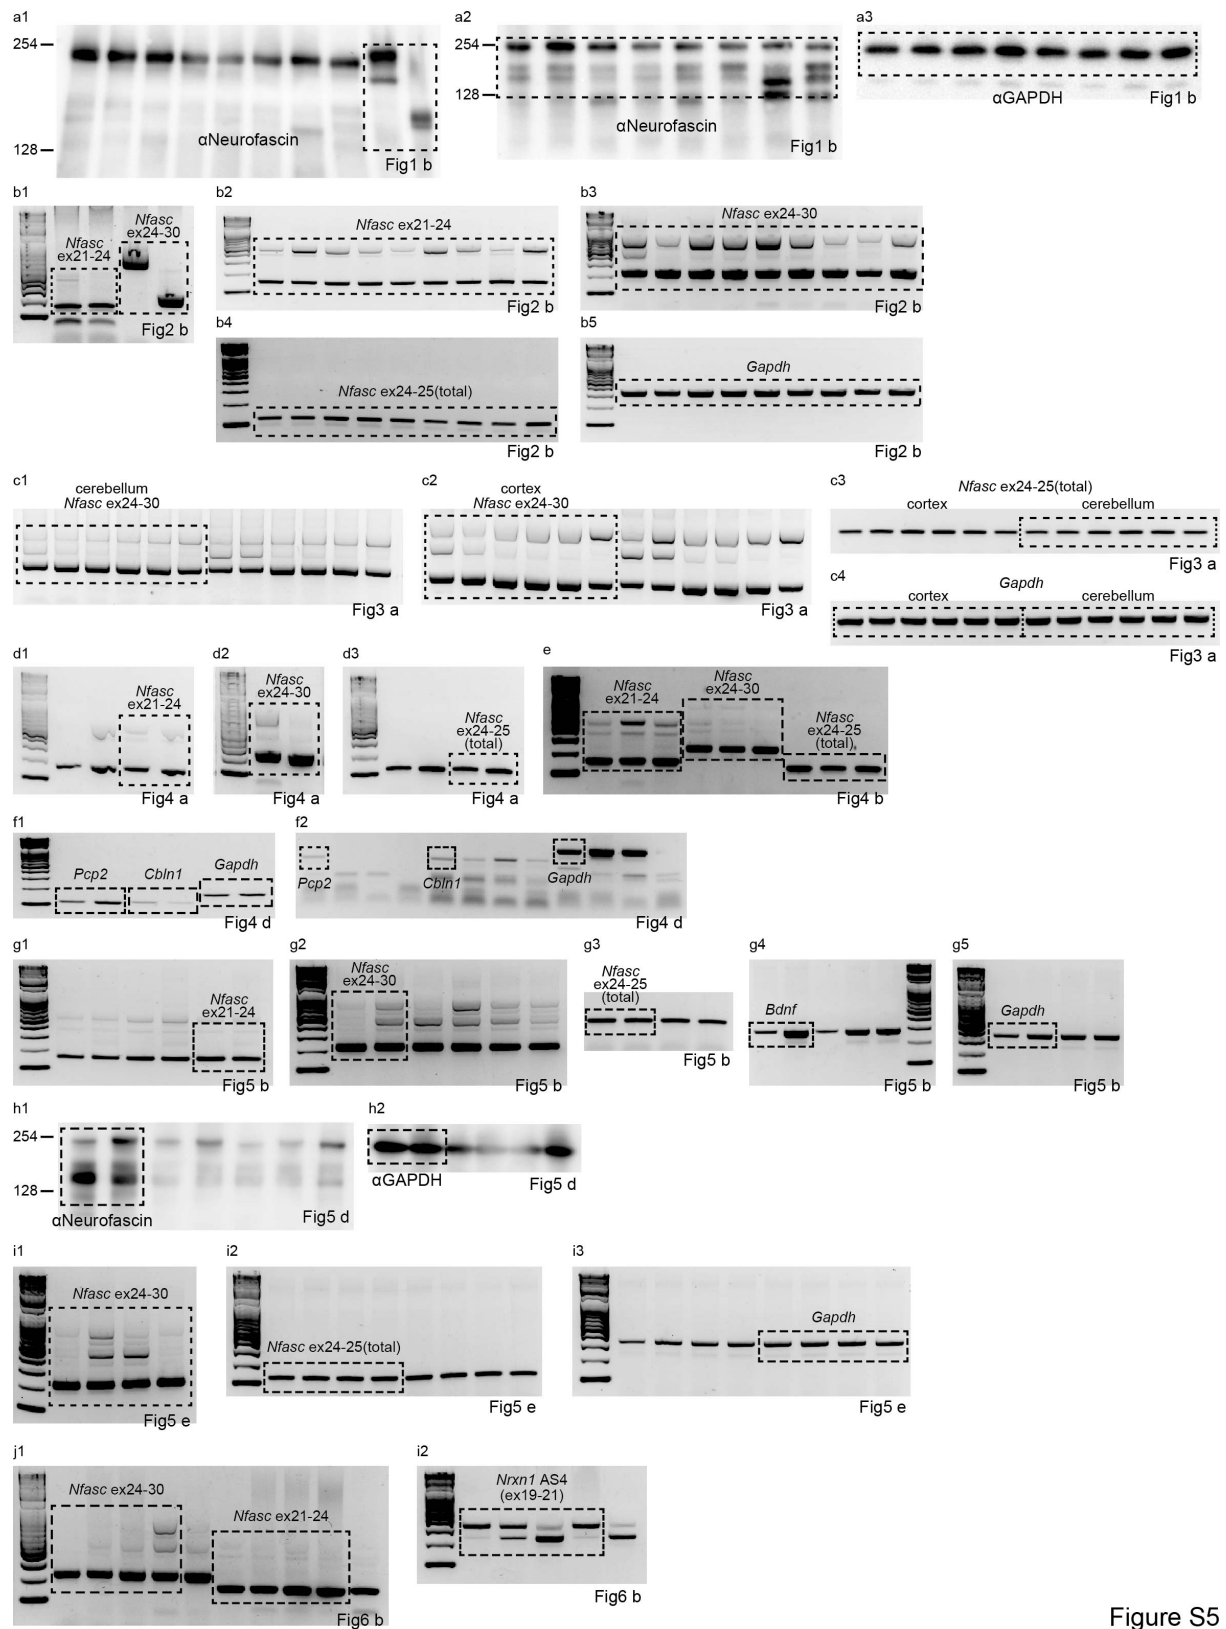 a1
254
128
αNeurofascin
Fig1 b
a2
254
128
αNeurofascin
Fig1 b
a3
αGAPDH
Fig1 b
b1
Nfasc
ex21-24
Nfasc
ex24-30
Fig2 b
b2
Nfasc ex21-24
Fig2 b
b3
Nfasc ex24-30
Fig2 b
b4
Nfasc ex24-25(total)
Fig2 b
b5
Gapdh
Fig2 b
c1
cerebellum
Nfasc ex24-30
Fig3 a
c2
cortex
Nfasc ex24-30
Fig3 a
c3
Nfasc ex24-25(total)
cortex
cerebellum
Fig3 a
c4
Gapdh
cortex
cerebellum
Fig3 a
d1
Nfasc
ex21-24
Fig4 a
d2
Nfasc
ex24-30
Fig4 a
d3
Nfasc
ex24-25
(total)
Fig4 a
e
Nfasc
ex21-24
Nfasc
ex24-30
Nfasc
ex24-25
(total)
Fig4 b
f1
Pcp2
Cbln1
Gapdh
Fig4 d
f2
Pcp2
Cbln1
Gapdh
Fig4 d
g1
Nfasc
ex21-24
Fig5 b
g2
Nfasc
ex24-30
Fig5 b
g3
Nfasc
ex24-25
(total)
Fig5 b
g4
Bdnf
Fig5 b
g5
Gapdh
Fig5 b
h1
254
128
αNeurofascin
Fig5 d
h2
αGAPDH
Fig5 d
i1
Nfasc ex24-30
Fig5 e
i2
Nfasc ex24-25(total)
Fig5 e
i3
Gapdh
Fig5 e
j1
Nfasc ex24-30
Nfasc ex21-24
Fig6 b
i2
Nrxn1 AS4
(ex19-21)
Fig6 b
Figure S5